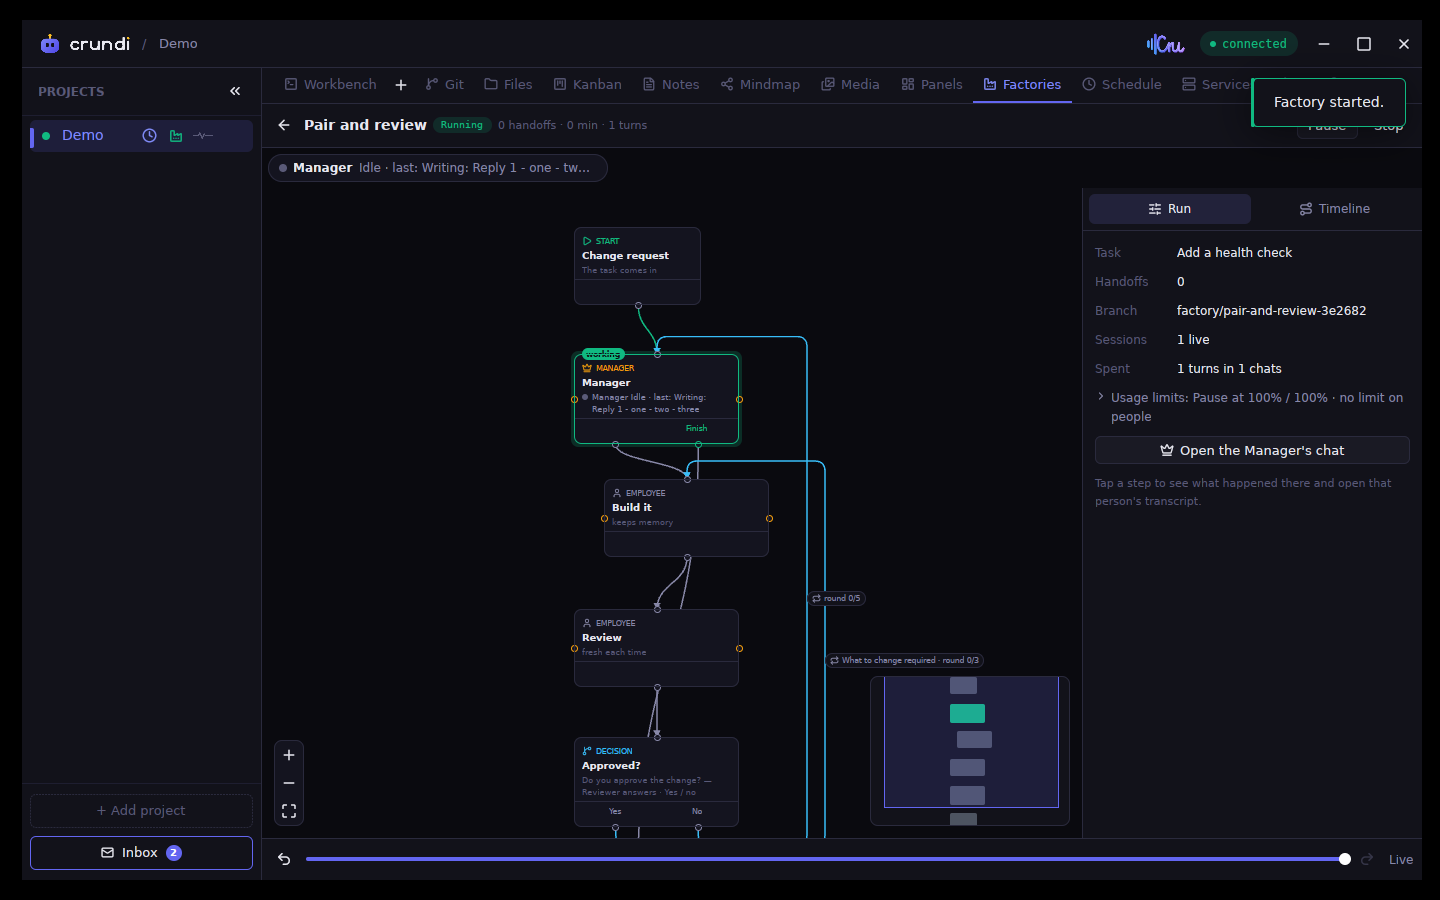 crundi / Demo
Cru
connected
PROJECTS
Workbench
Git
Files
Kanban
Notes
Mindmap
Media
Panels
Factories
Schedule
Factory started.
Demo
Pair and review Running 0 handoffs · 0 min · 1 turns
Manager Idle · last: Writing: Reply 1 - one - tw...
Run
Timeline
START
Change request
The task comes in
Task Add a health check
Handoffs 0
Branch factory/pair-and-review-3e2682
Sessions 1 live
Spent 1 turns in 1 chats
Usage limits: Pause at 100% / 100% · no limit on
people
Open the Manager's chat
Tap a step to see what happened there and open that
person's transcript.
working
MANAGER
Manager
Manager Idle · last: Writing:
Reply 1 - one - two - three
Finish
EMPLOYEE
Build it
keeps memory
round 0/5
EMPLOYEE
Review
fresh each time
What to change required · round 0/3
DECISION
Approved?
Do you approve the change? —
Reviewer answers · Yes / no
Yes No
+ Add project
Inbox 2
Live